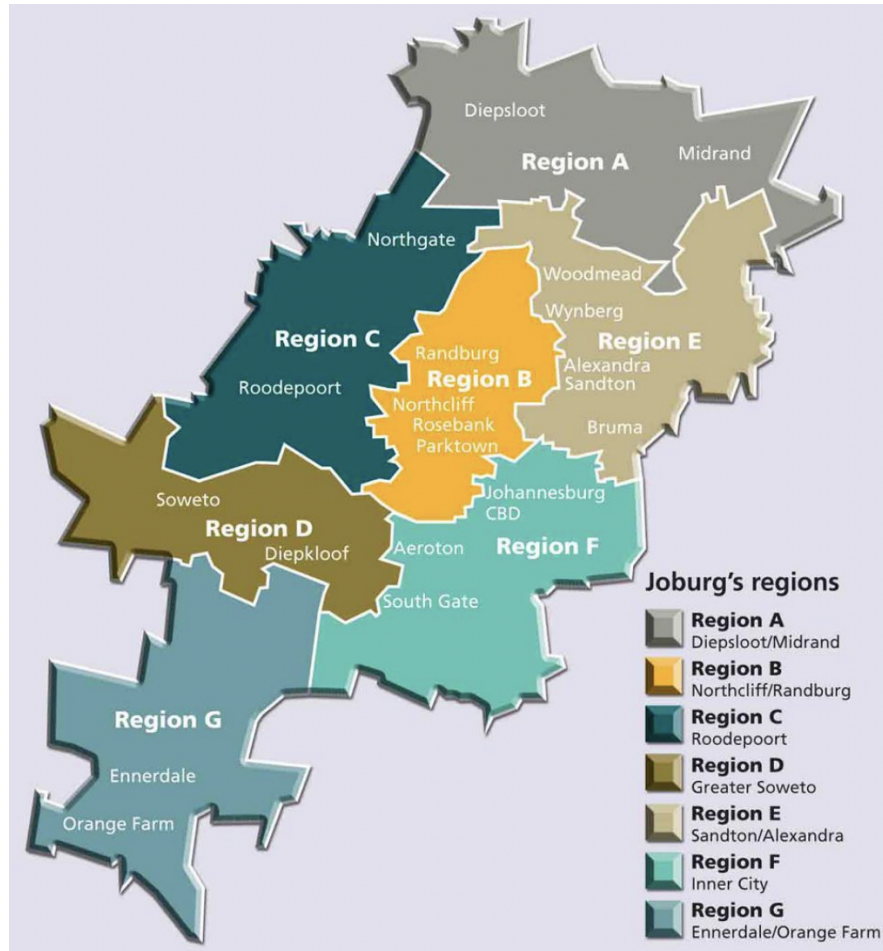 Diepsloot
Midrand
Region A
Northgate
Woodmead
Wynberg
Region C
Region E
Randburg
Alexandra
Sandton
Region B
Roodepoort
Northcliff
Rosebank
Parktown
Bruma
Soweto
Johannesburg
CBD
Region D
Diepkloof
Aeroton
Region F
South Gate
Region G
Ennerdale
Orange Farm
Joburg's regions
Region A
Diepsloot/Midrand
Region B
Northcliff/Randburg
Region C
Roodepoort
Region D
Greater Soweto
Region E
Sandton/Alexandra
Region F
Inner City
Region G
Ennerdale/Orange Farm